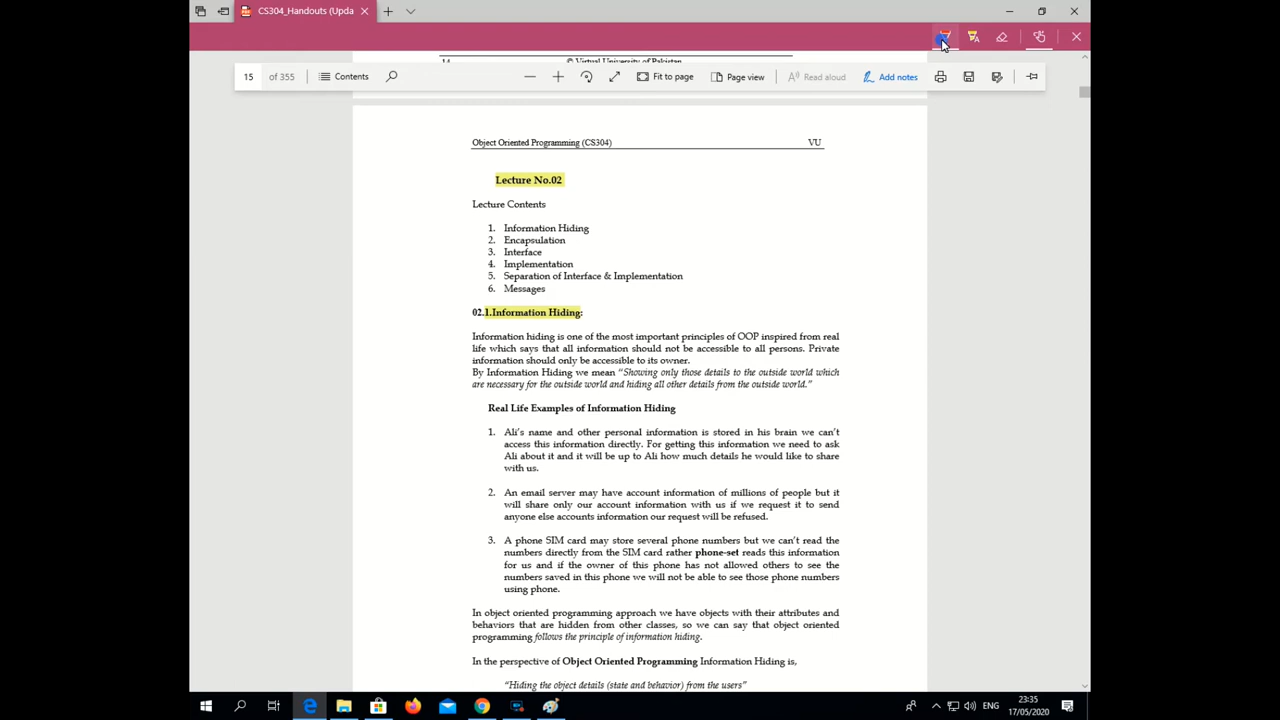 CS304_Handouts (Upda
14 © Virtual University of Pakistan
15 of 355 Contents Fit to page Page view Read aloud Add notes
Object Oriented Programming (CS304) VU
Lecture No.02
Lecture Contents
1. Information Hiding
2. Encapsulation
3. Interface
4. Implementation
5. Separation of Interface & Implementation
6. Messages
02.1.Information Hiding:
Information hiding is one of the most important principles of OOP inspired from real
life which says that all information should not be accessible to all persons. Private
information should only be accessible to its owner.
By Information Hiding we mean “Showing only those details to the outside world which
are necessary for the outside world and hiding all other details from the outside world.”
Real Life Examples of Information Hiding
1. Ali’s name and other personal information is stored in his brain we can’t
access this information directly. For getting this information we need to ask
Ali about it and it will be up to Ali how much details he would like to share
with us.
2. An email server may have account information of millions of people but it
will share only our account information with us if we request it to send
anyone else accounts information our request will be refused.
3. A phone SIM card may store several phone numbers but we can’t read the
numbers directly from the SIM card rather phone-set reads this information
for us and if the owner of this phone has not allowed others to see the
numbers saved in this phone we will not be able to see those phone numbers
using phone.
In object oriented programming approach we have objects with their attributes and
behaviors that are hidden from other classes, so we can say that object oriented
programming follows the principle of information hiding.
In the perspective of Object Oriented Programming Information Hiding is,
“Hiding the object details (state and behavior) from the users”
ENG
23:35
17/05/2020